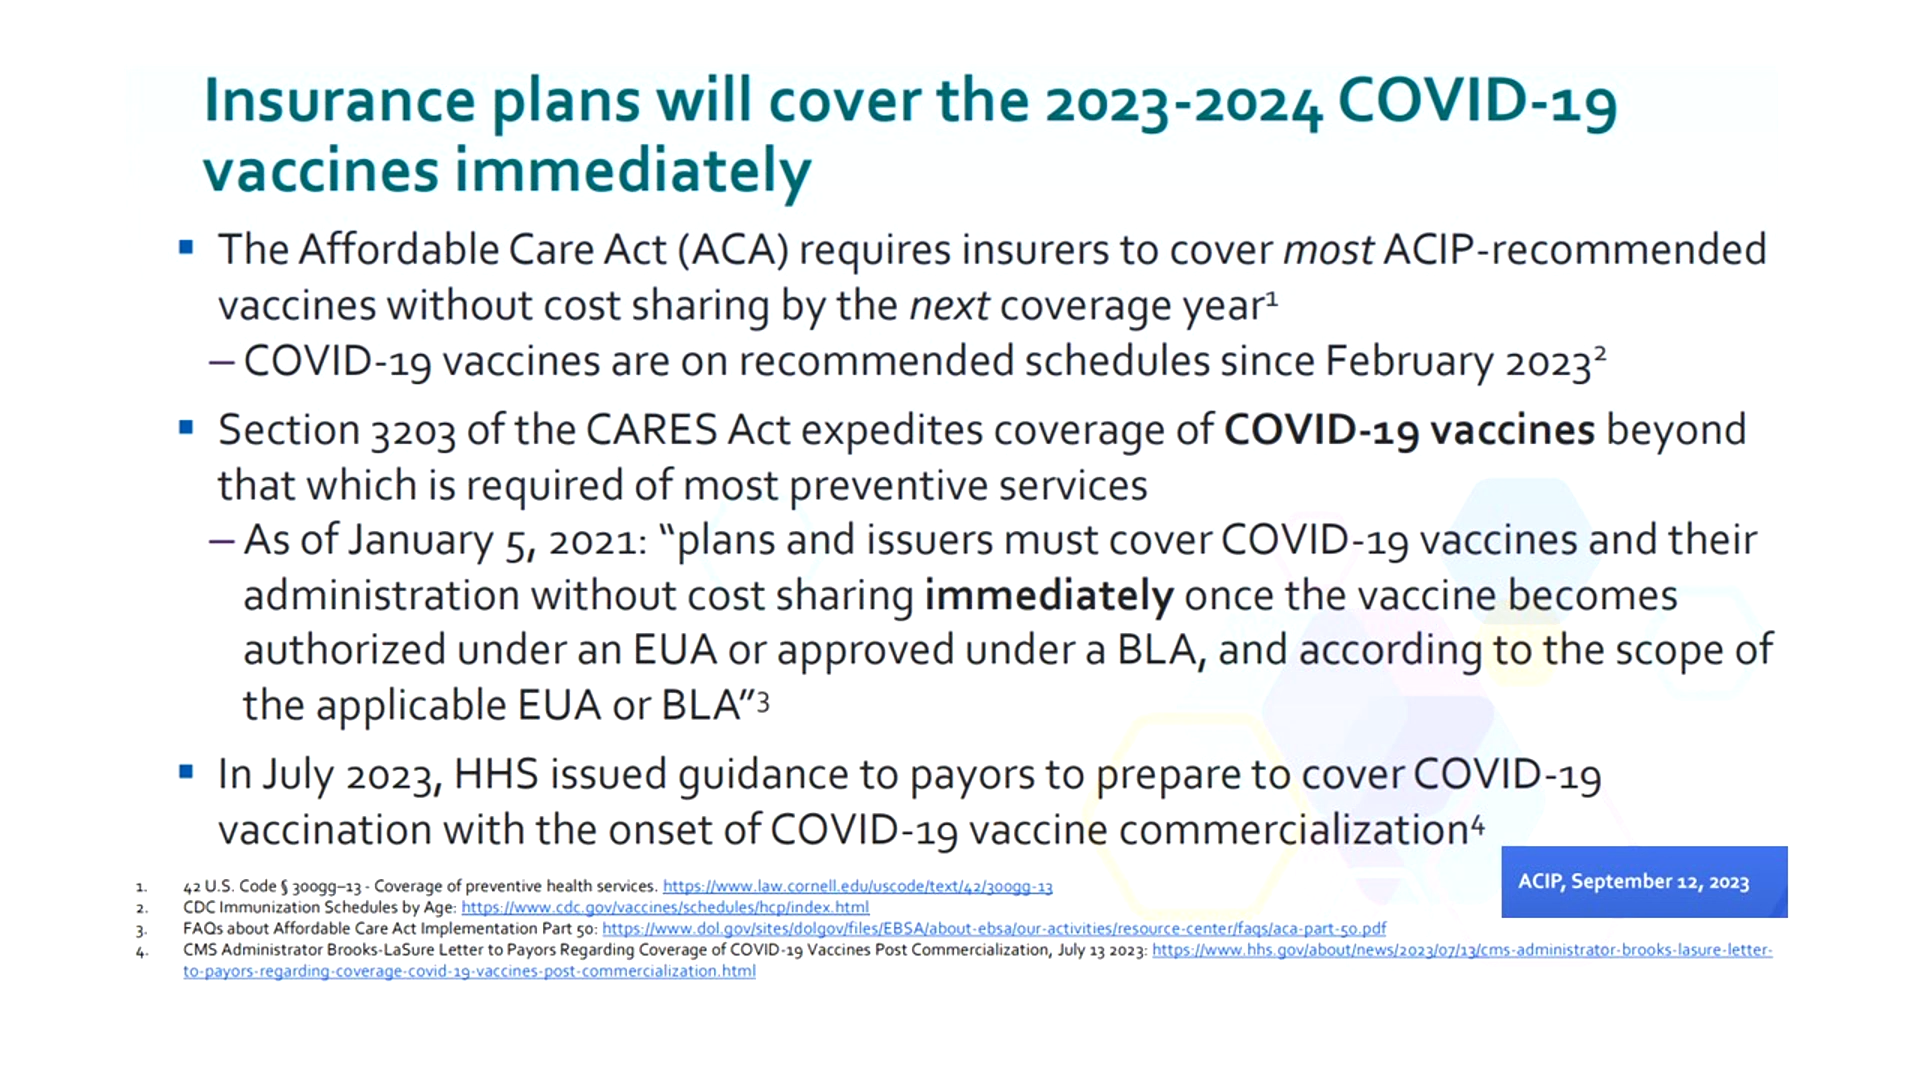 Insurance plans will cover the 2023-2024 COVID-19
vaccines immediately
▪ The Affordable Care Act (ACA) requires insurers to cover most ACIP-recommended
vaccines without cost sharing by the next coverage year¹
– COVID-19 vaccines are on recommended schedules since February 2023²
▪ Section 3203 of the CARES Act expedites coverage of COVID-19 vaccines beyond
that which is required of most preventive services
– As of January 5, 2021: “plans and issuers must cover COVID-19 vaccines and their
administration without cost sharing immediately once the vaccine becomes
authorized under an EUA or approved under a BLA, and according to the scope of
the applicable EUA or BLA”³
▪ In July 2023, HHS issued guidance to payors to prepare to cover COVID-19
vaccination with the onset of COVID-19 vaccine commercialization⁴
ACIP, September 12, 2023
1. 42 U.S. Code § 300gg–13 - Coverage of preventive health services. https://www.law.cornell.edu/uscode/text/42/300gg-13
2. CDC Immunization Schedules by Age: https://www.cdc.gov/vaccines/schedules/hcp/index.html
3. FAQs about Affordable Care Act Implementation Part 50: https://www.dol.gov/sites/dolgov/files/EBSA/about-ebsa/our-activities/resource-center/faqs/aca-part-50.pdf
4. CMS Administrator Brooks-LaSure Letter to Payors Regarding Coverage of COVID-19 Vaccines Post Commercialization, July 13 2023: https://www.hhs.gov/about/news/2023/07/13/cms-administrator-brooks-lasure-letter-
to-payors-regarding-coverage-covid-19-vaccines-post-commercialization.html